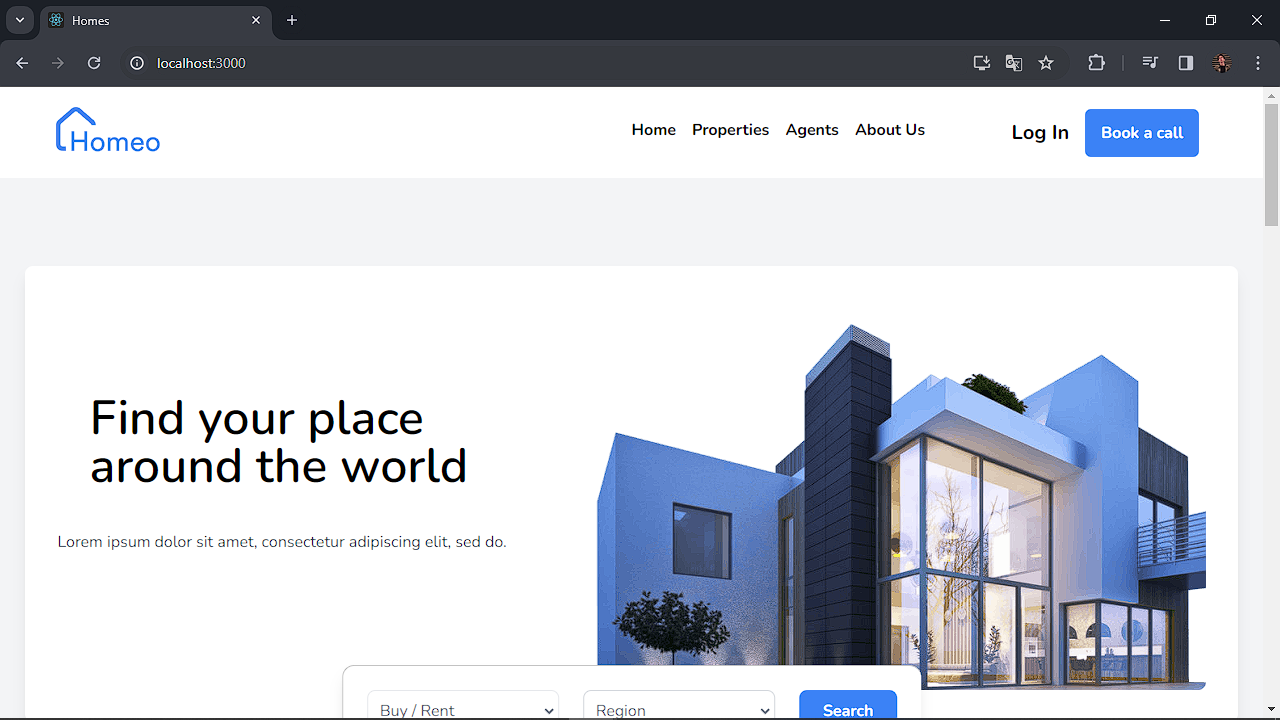 Homes
localhost:3000
Homeo
Home
Properties
Agents
About Us
Log In
Book a call
Find your place
around the world
Lorem ipsum dolor sit amet, consectetur adipiscing elit, sed do.
Buy / Rent
Region
Search